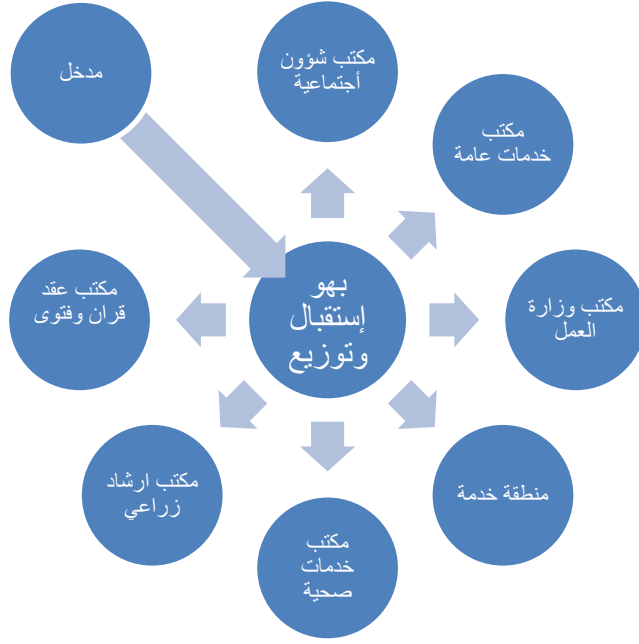 مدخل
مكتب شؤون
أجتماعية
مكتب
خدمات عامة
مكتب وزارة
العمل
منطقة خدمة
مكتب
خدمات
صحية
مكتب ارشاد
زراعي
مكتب عقد
قران وفتوى
بهو
إستقبال
وتوزيع